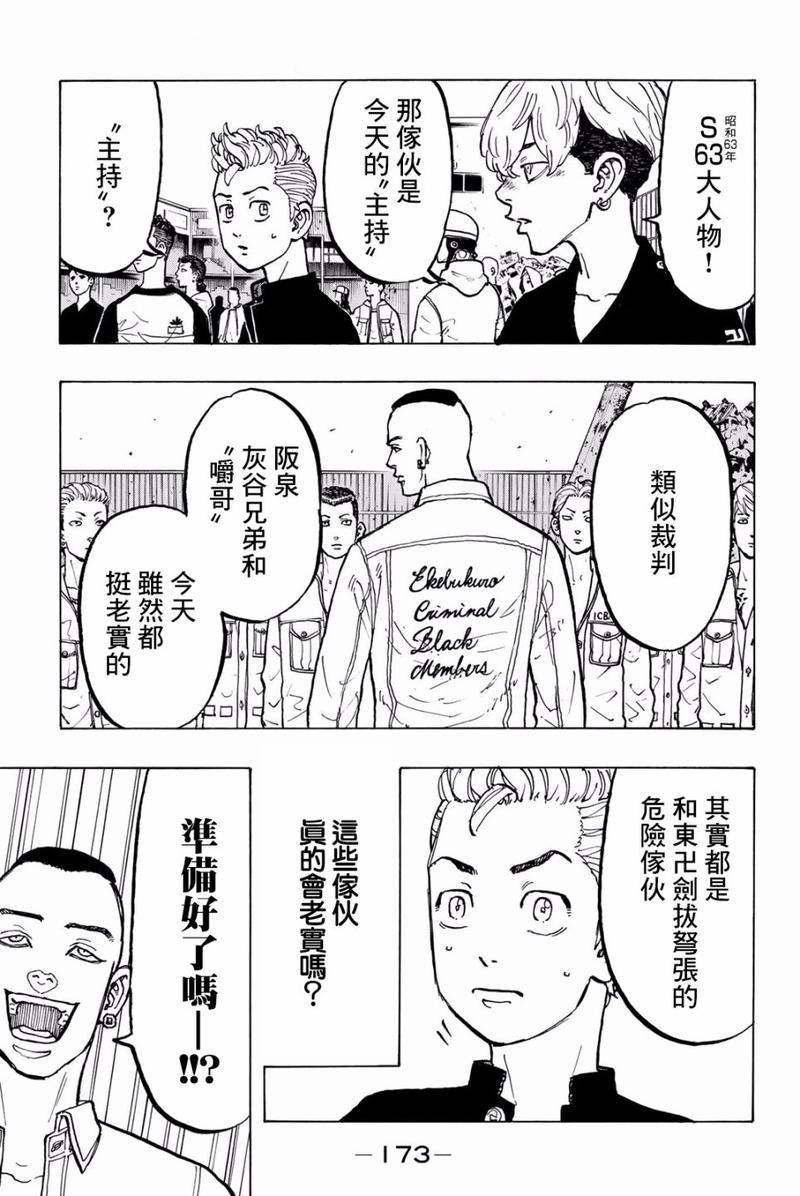 昭和63年
S63大人物！
那傢伙是
今天的〝主持〟
〝主持〟？
類似裁判
阪泉
灰谷兄弟和
〝嚼哥〟
今天
雖然都
挺老實的
Ekebukuro
Criminal
Black
Members
ICB
其實都是
和東卍劍拔弩張的
危險傢伙
這些傢伙
真的會老實嗎？
準備好了嗎—!!?
—173—